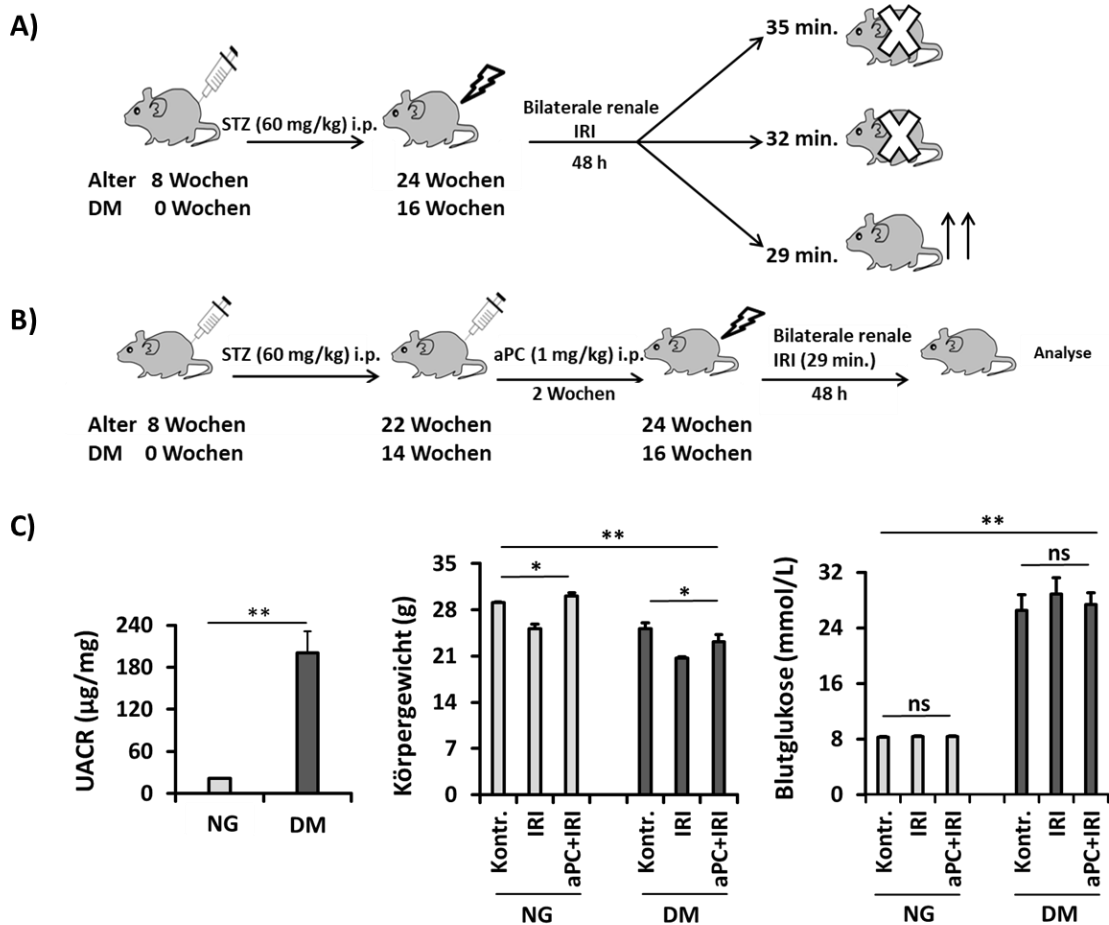 A)
STZ (60 mg/kg) i.p.
Bilaterale renale
IRI
48 h
35 min.
32 min.
29 min.
Alter 8 Wochen 24 Wochen
DM 0 Wochen 16 Wochen
B)
STZ (60 mg/kg) i.p.
aPC (1 mg/kg) i.p.
2 Wochen
Bilaterale renale
IRI (29 min.)
48 h
Analyse
Alter 8 Wochen 22 Wochen 24 Wochen
DM 0 Wochen 14 Wochen 16 Wochen
C)
UACR (µg/mg)
240
180
120
60
0
**
NG DM
Körpergewicht (g)
35
28
21
14
7
0
**
*
*
Kontr. IRI aPC+IRI Kontr. IRI aPC+IRI
NG DM
Blutglukose (mmol/L)
32
24
16
8
0
**
ns
ns
Kontr. IRI aPC+IRI Kontr. IRI aPC+IRI
NG DM